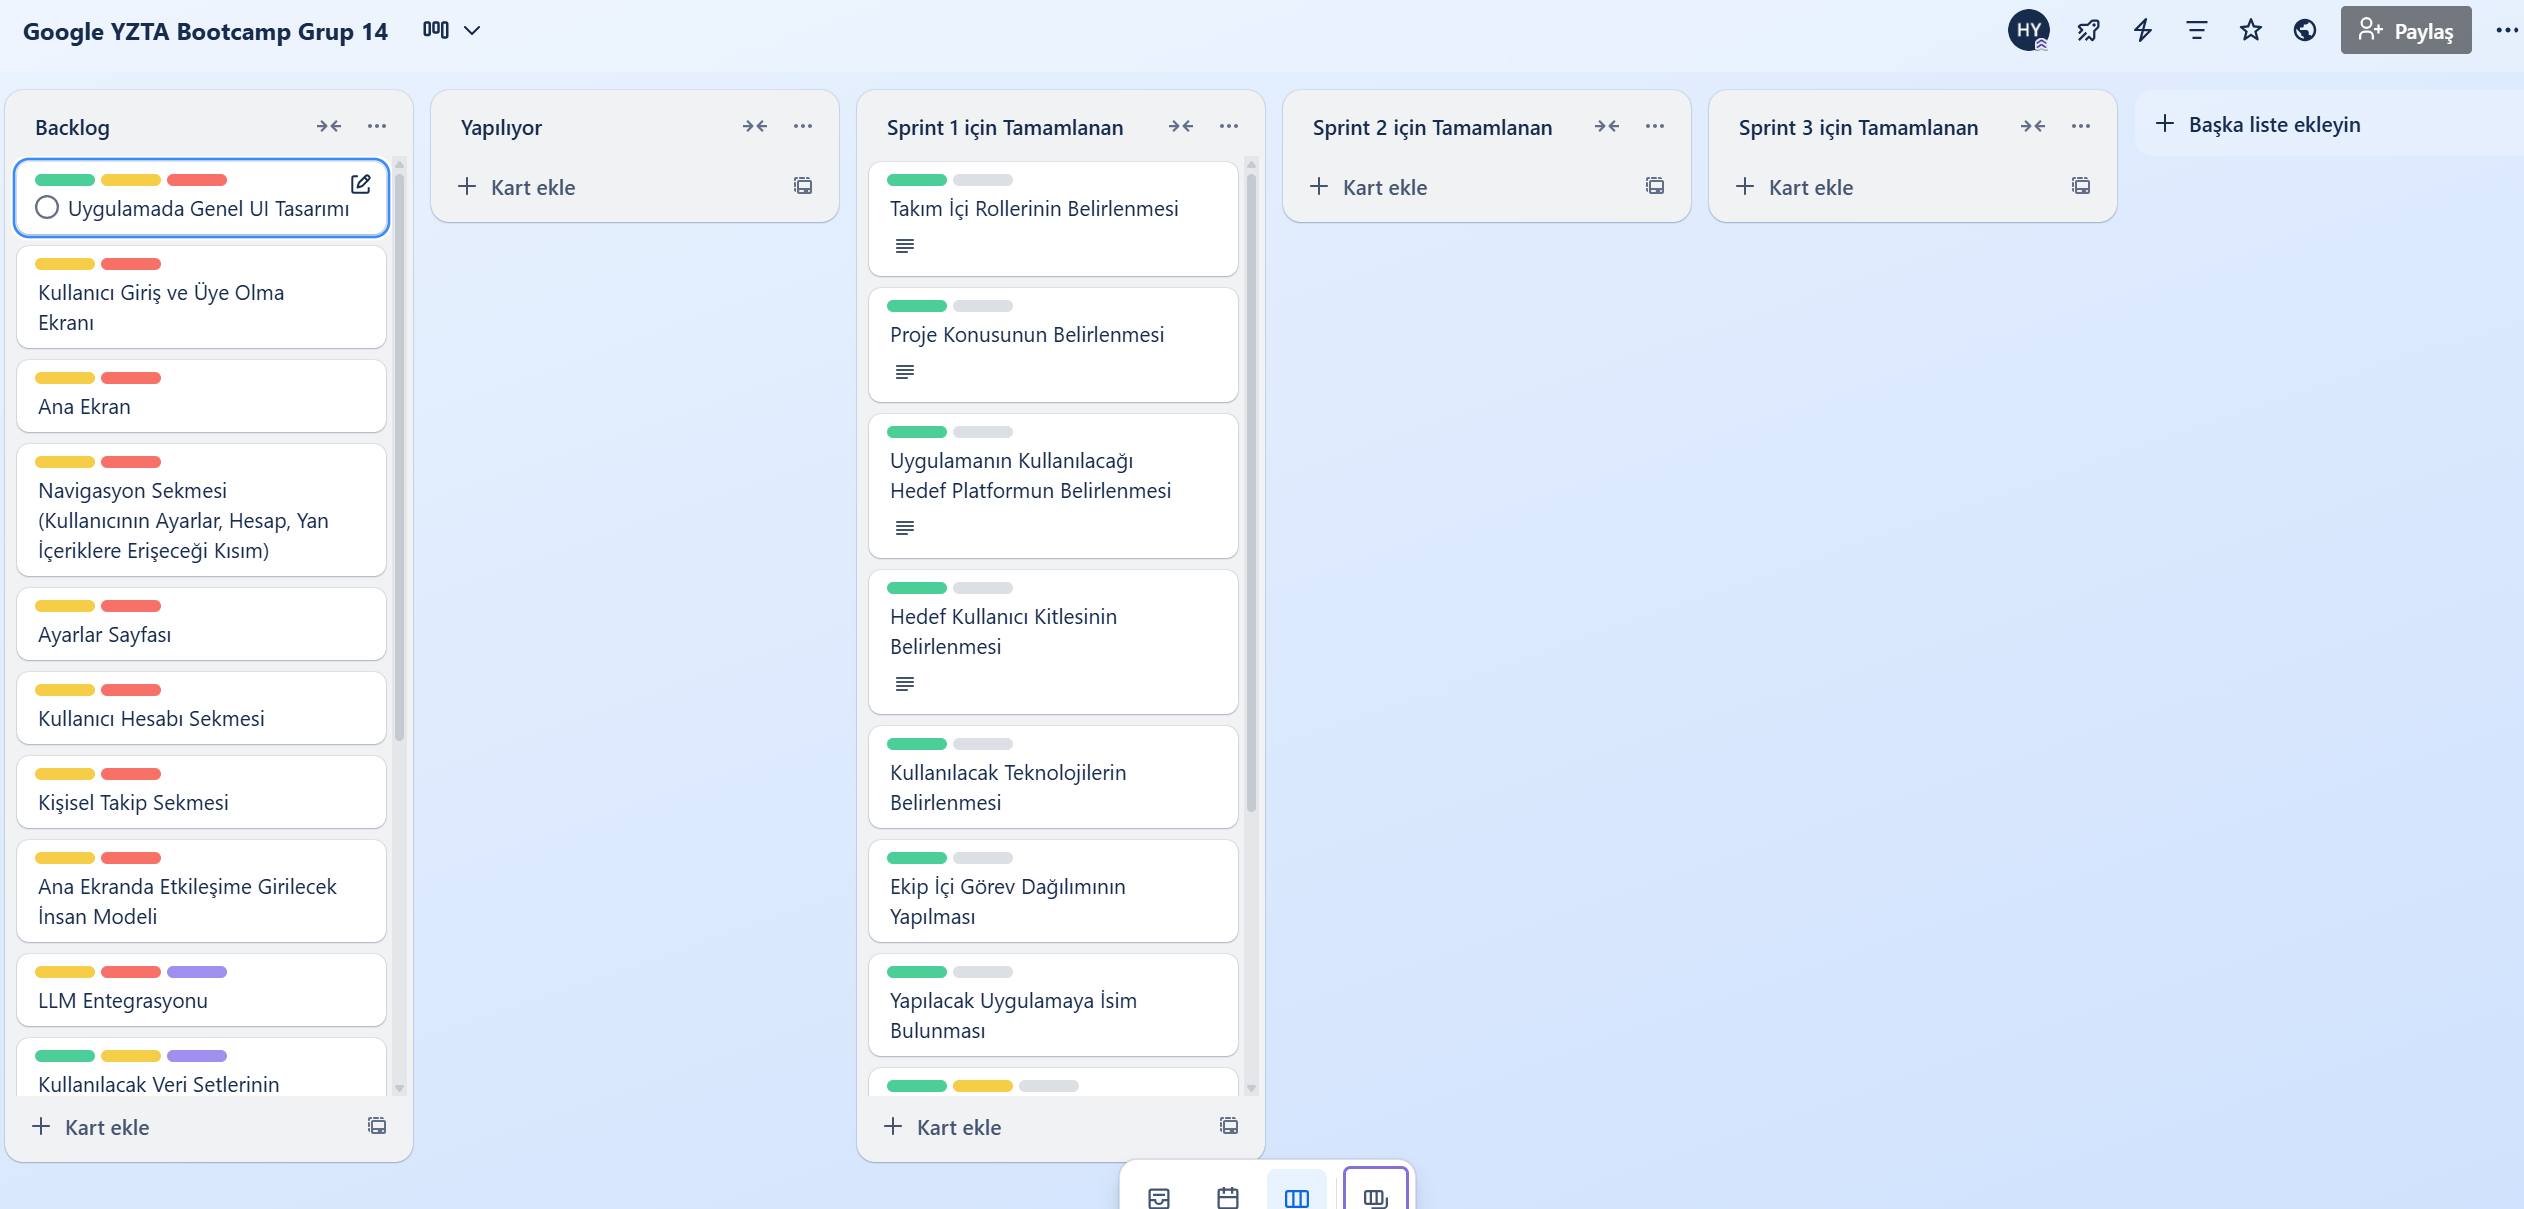 Google YZTA Bootcamp Grup 14
HY
Paylaş
Backlog
Uygulamada Genel UI Tasarımı
Kullanıcı Giriş ve Üye Olma
Ekranı
Ana Ekran
Navigasyon Sekmesi
(Kullanıcının Ayarlar, Hesap, Yan
İçeriklere Erişeceği Kısım)
Ayarlar Sayfası
Kullanıcı Hesabı Sekmesi
Kişisel Takip Sekmesi
Ana Ekranda Etkileşime Girilecek
İnsan Modeli
LLM Entegrasyonu
Kullanılacak Veri Setlerinin
Kart ekle
Yapılıyor
Kart ekle
Sprint 1 için Tamamlanan
Takım İçi Rollerinin Belirlenmesi
Proje Konusunun Belirlenmesi
Uygulamanın Kullanılacağı
Hedef Platformun Belirlenmesi
Hedef Kullanıcı Kitlesinin
Belirlenmesi
Kullanılacak Teknolojilerin
Belirlenmesi
Ekip İçi Görev Dağılımının
Yapılması
Yapılacak Uygulamaya İsim
Bulunması
Kart ekle
Sprint 2 için Tamamlanan
Kart ekle
Sprint 3 için Tamamlanan
Kart ekle
Başka liste ekleyin